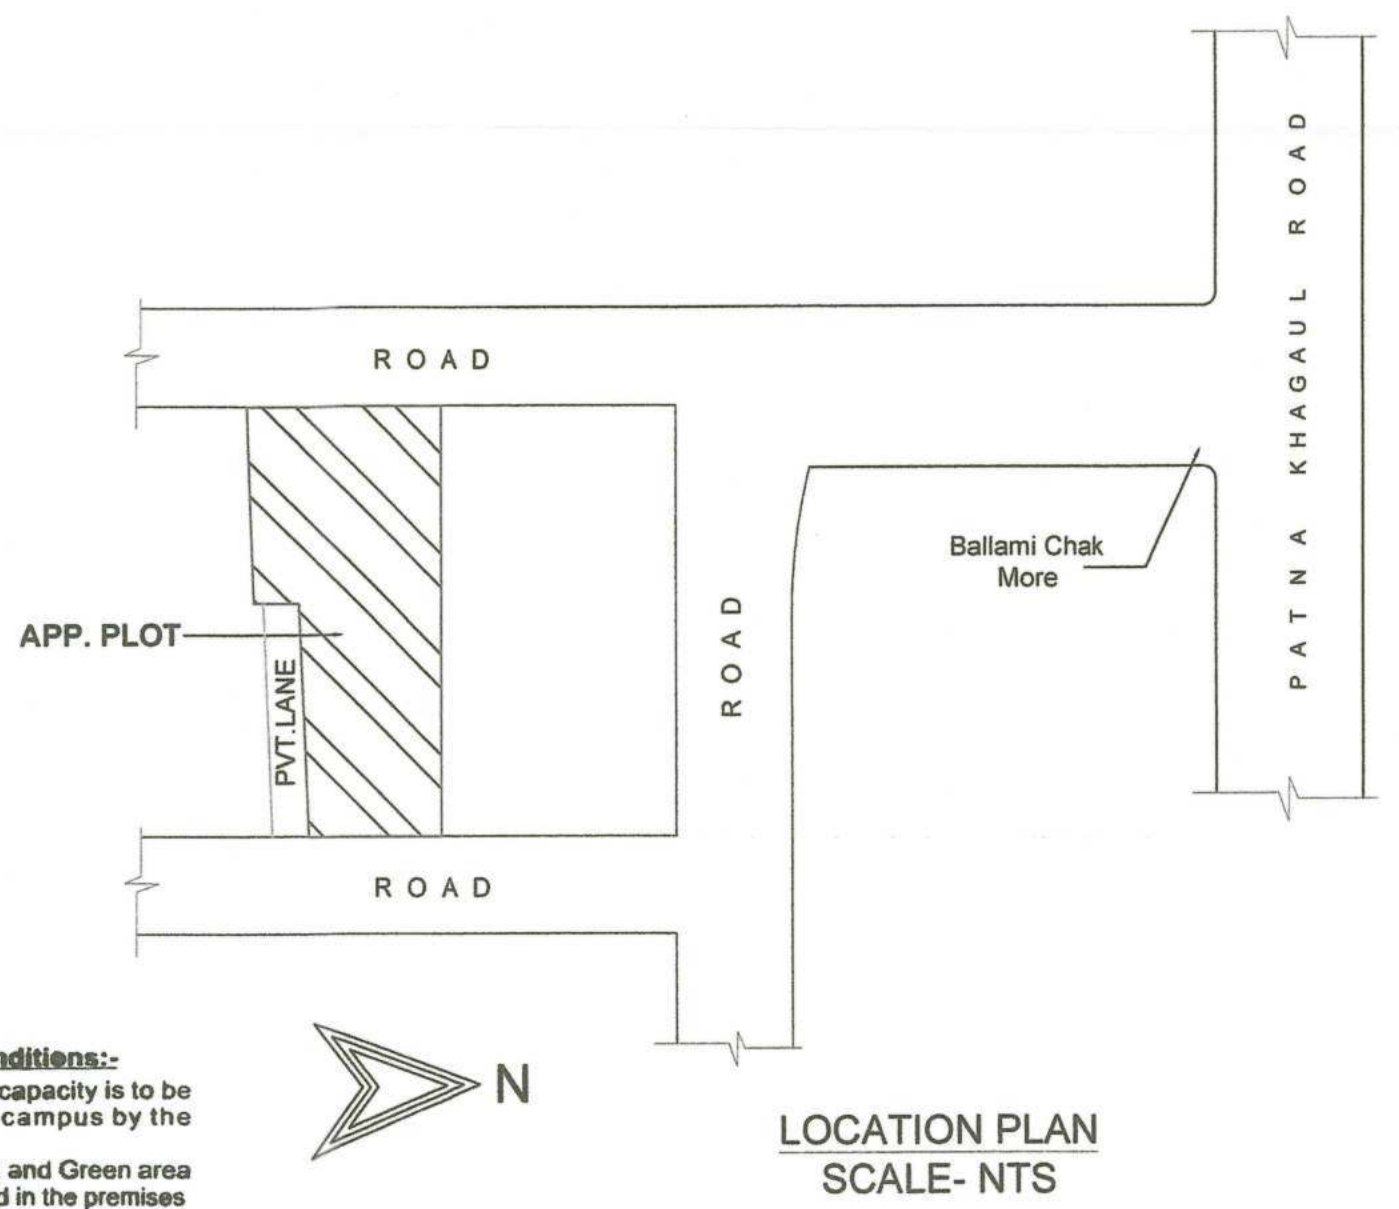 PATNA KHAGAUL ROAD
ROAD
Ballami Chak
More
ROAD
APP. PLOT
PVT.LANE
ROAD
nditions:-
capacity is to be
campus by the
and Green area
d in the premises
N
LOCATION PLAN
SCALE- NTS